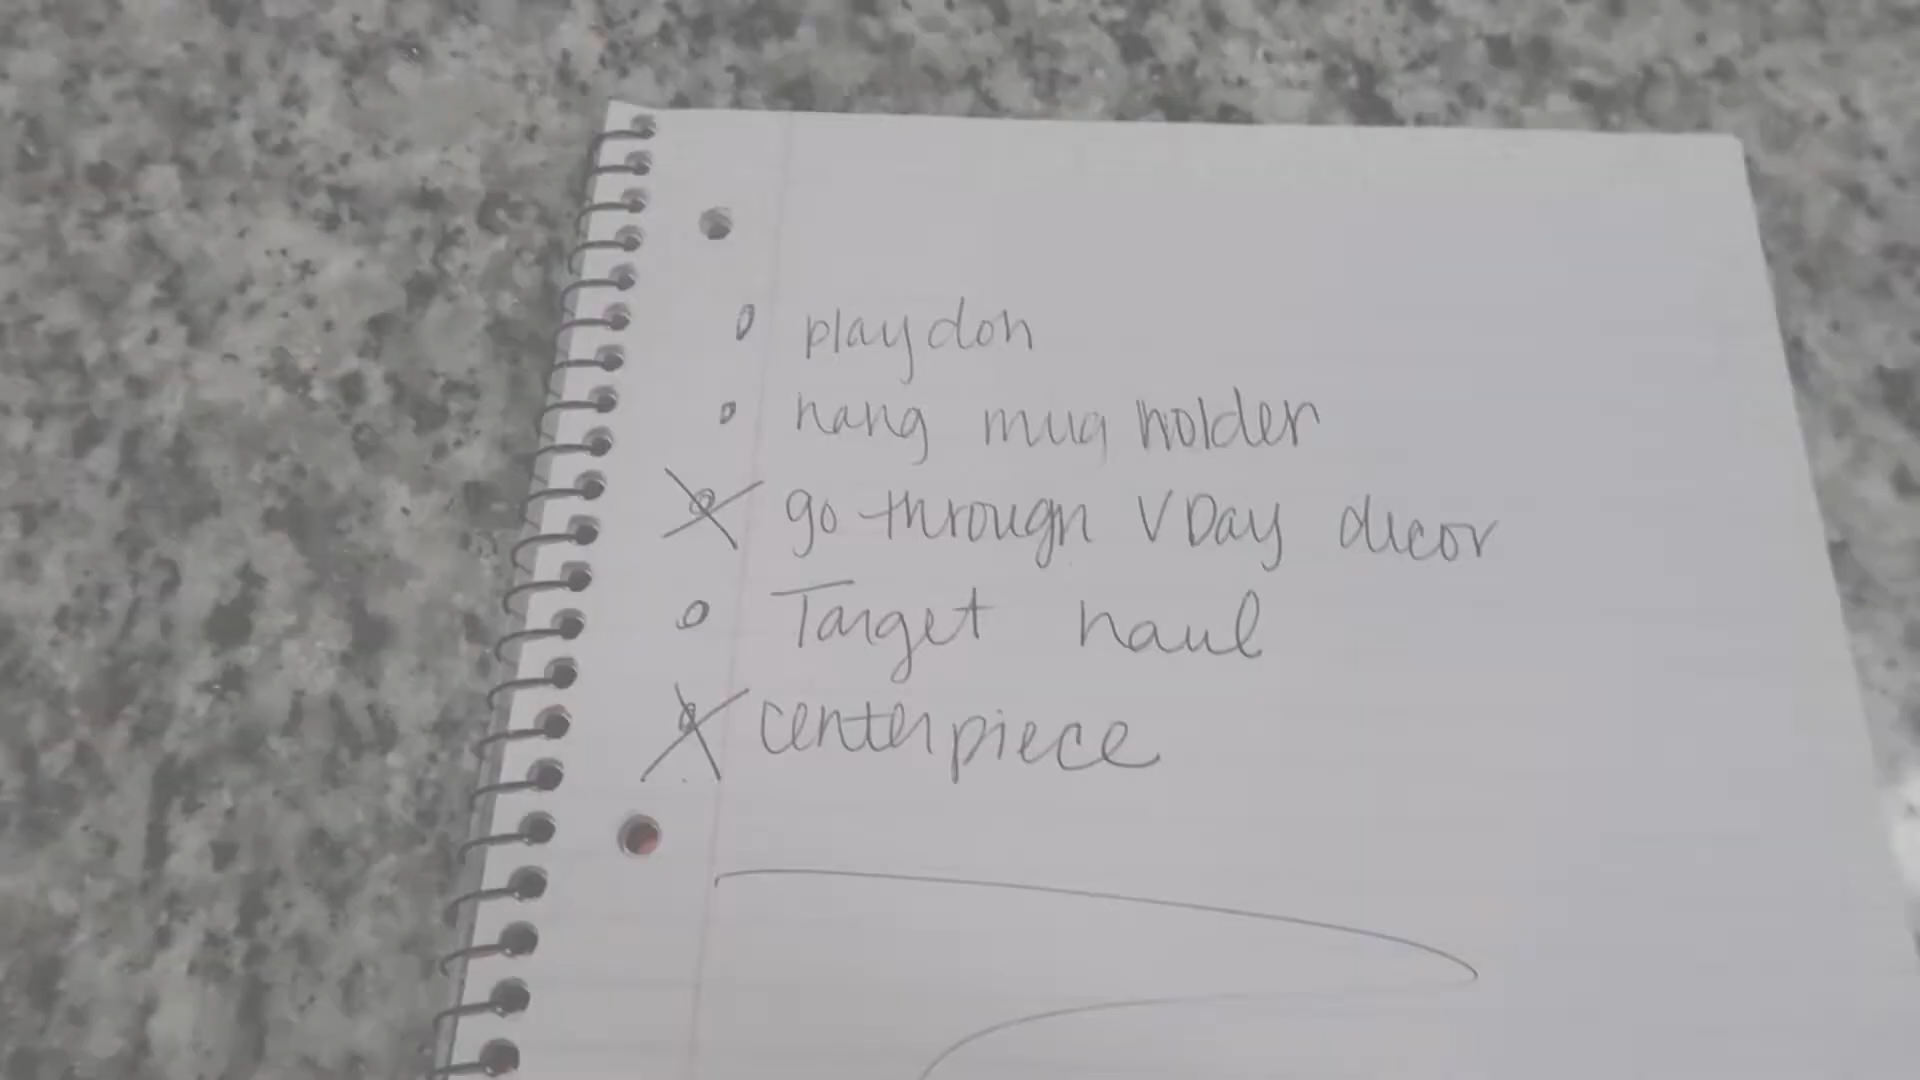 playdoh
hang mug holder
go through VDay decor
Target haul
centerpiece